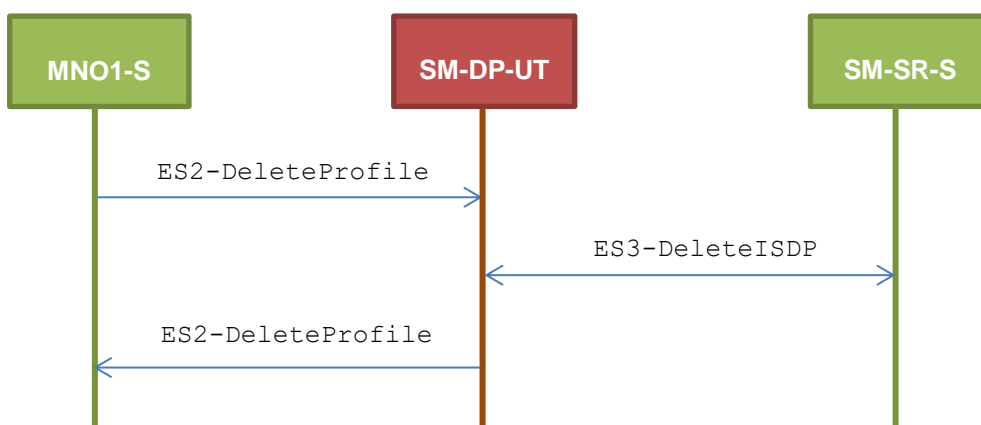 MNO1-S
SM-DP-UT
SM-SR-S
ES2-DeleteProfile
ES3-DeleteISDP
ES2-DeleteProfile